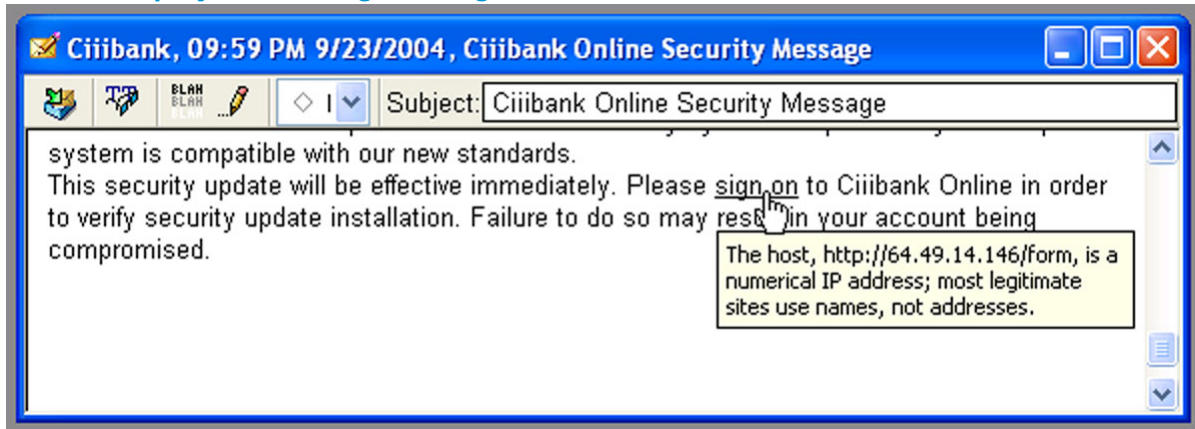 Ciiibank, 09:59 PM 9/23/2004, Ciiibank Online Security Message
BLAH
BLAH
BLAH
Subject: Ciiibank Online Security Message
system is compatible with our new standards.
This security update will be effective immediately. Please sign on to Ciiibank Online in order
to verify security update installation. Failure to do so may in your account being
compromised.
The host, http://64.49.14.146/form, is a
numerical IP address; most legitimate
sites use names, not addresses.